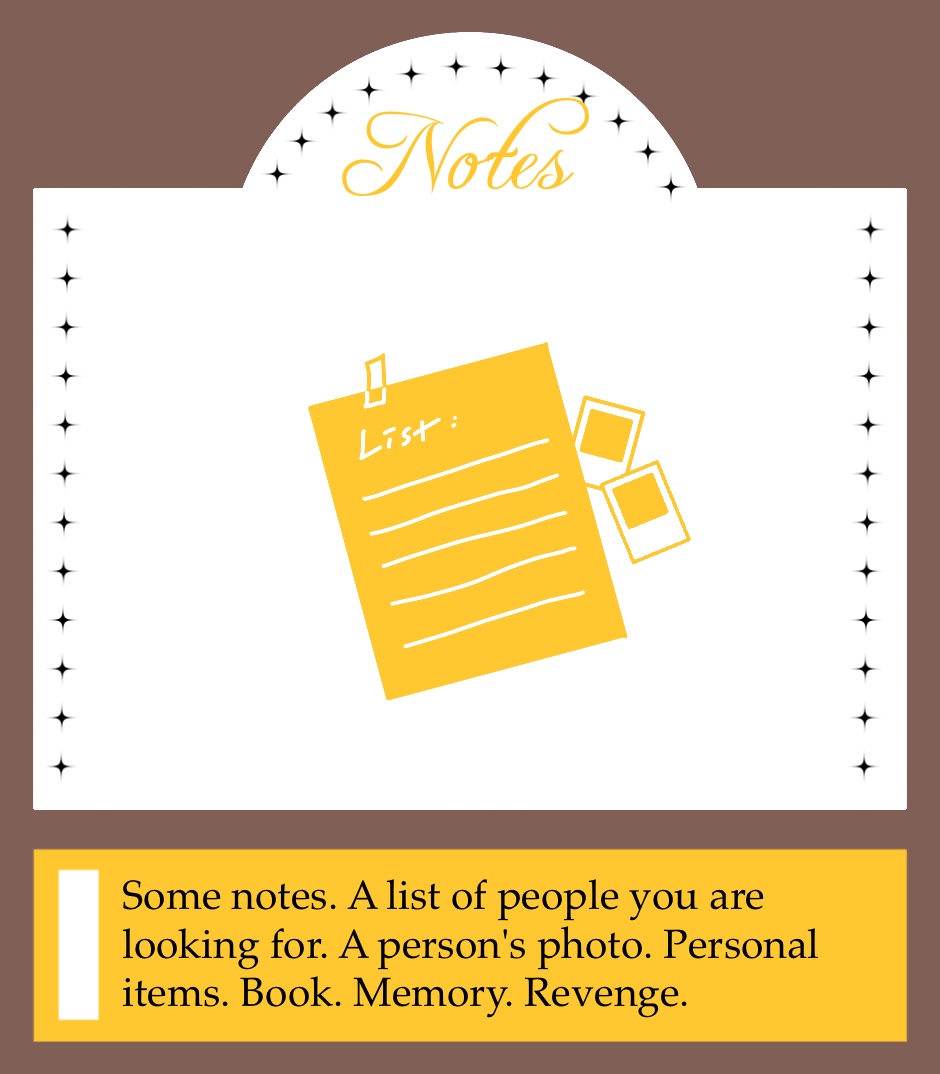 Notes
List:
Some notes. A list of people you are
looking for. A person's photo. Personal
items. Book. Memory. Revenge.